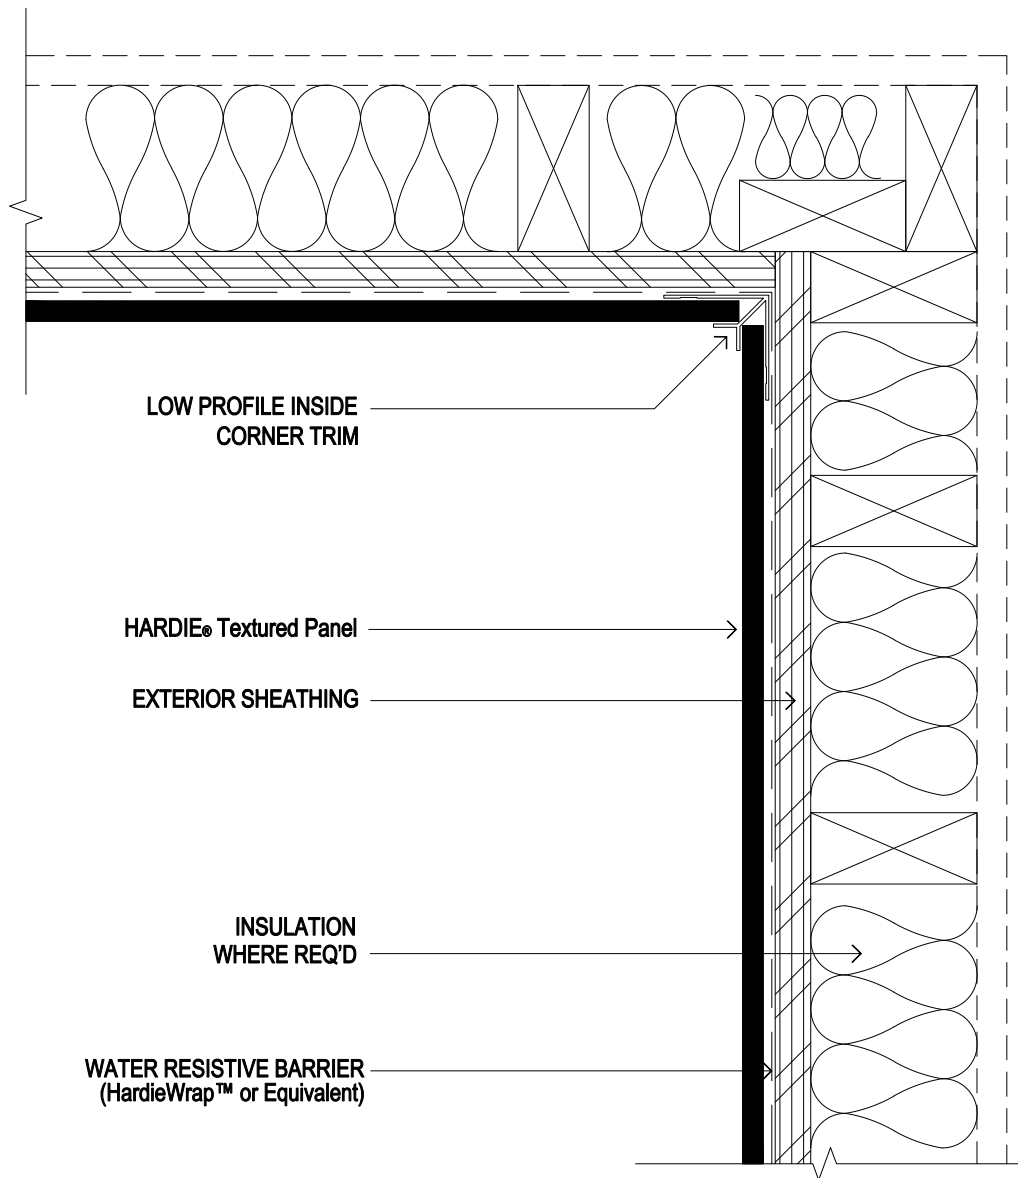 LOW PROFILE INSIDE
CORNER TRIM
HARDIE® Textured Panel
EXTERIOR SHEATHING
INSULATION
WHERE REQ'D
WATER RESISTIVE BARRIER
(HardieWrap™ or Equivalent)